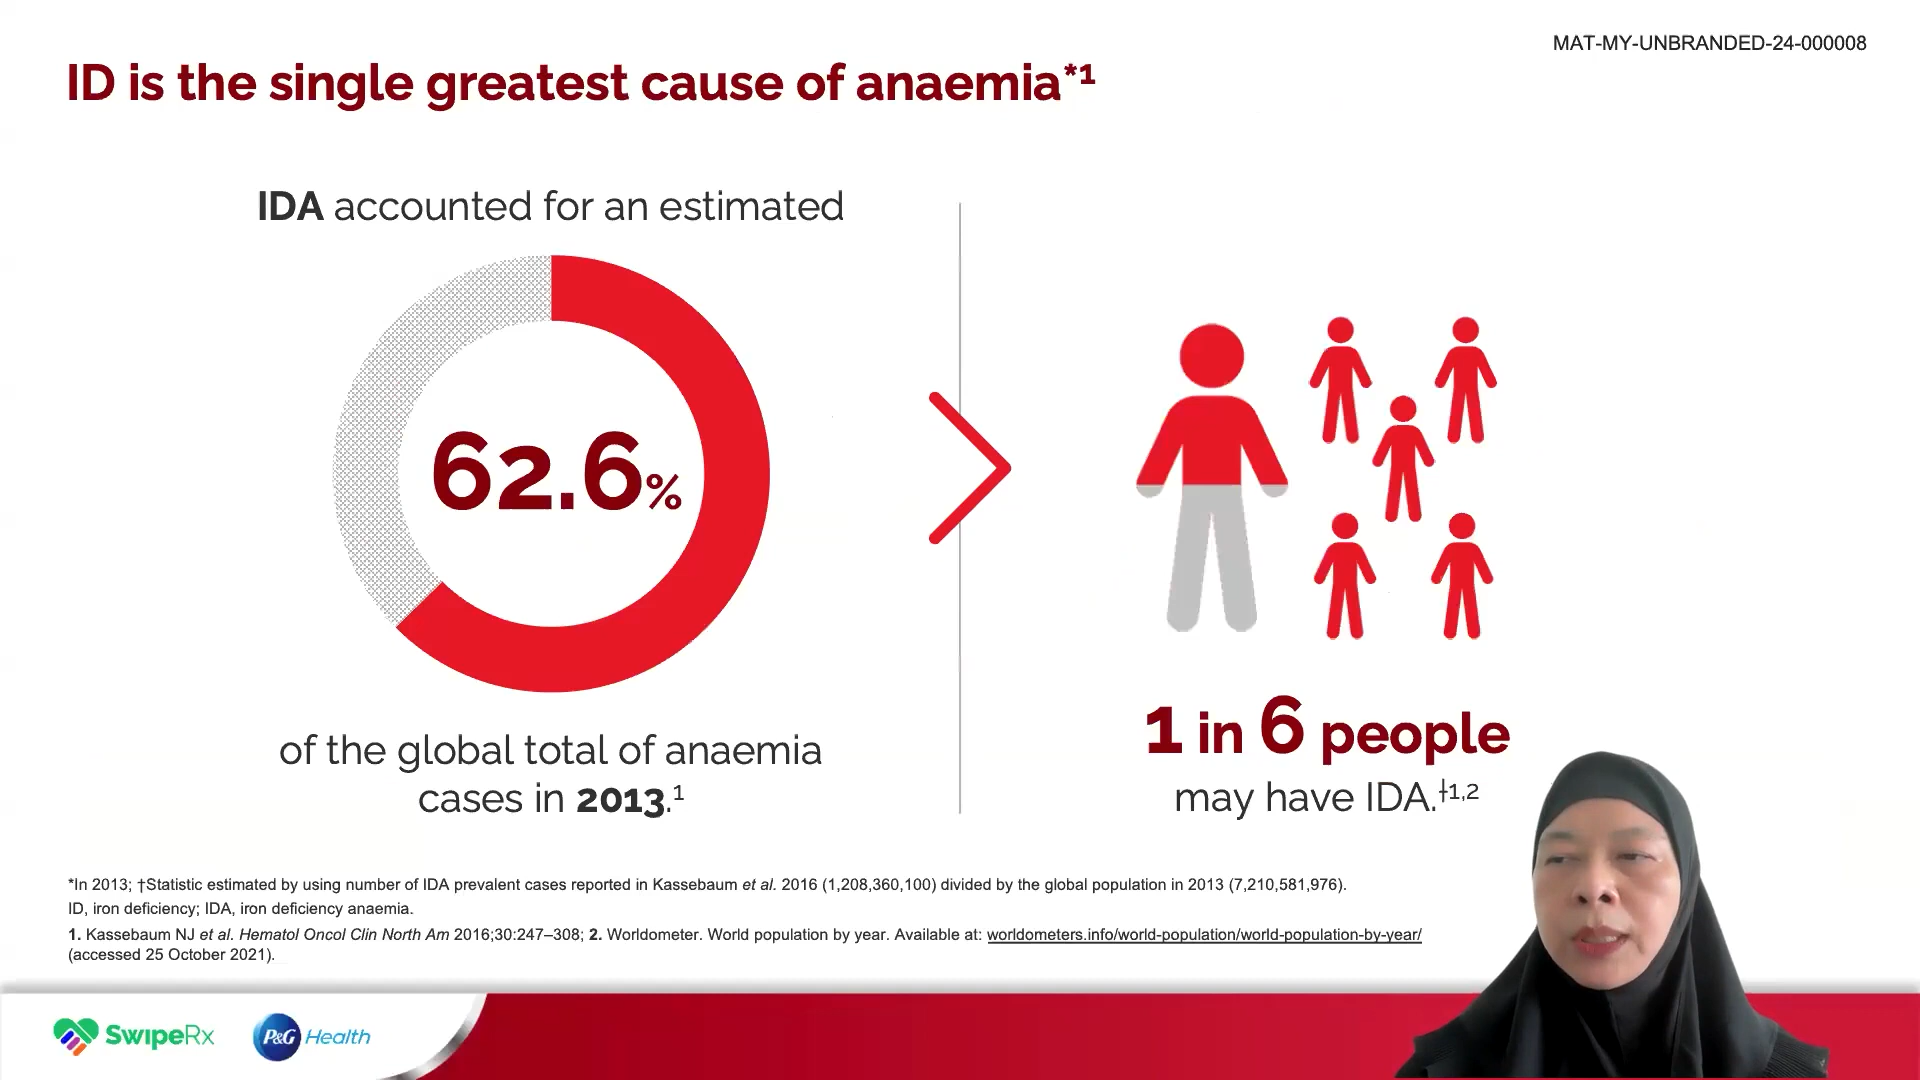 MAT-MY-UNBRANDED-24-000008
ID is the single greatest cause of anaemia*1
IDA accounted for an estimated
62.6%
of the global total of anaemia
cases in 2013.1
1 in 6 people
may have IDA.†1,2
*In 2013; †Statistic estimated by using number of IDA prevalent cases reported in Kassebaum et al. 2016 (1,208,360,100) divided by the global population in 2013 (7,210,581,976).
ID, iron deficiency; IDA, iron deficiency anaemia.
1. Kassebaum NJ et al. Hematol Oncol Clin North Am 2016;30:247–308; 2. Worldometer. World population by year. Available at: worldometers.info/world-population/world-population-by-year/
(accessed 25 October 2021).
SwipeRx
P&G Health